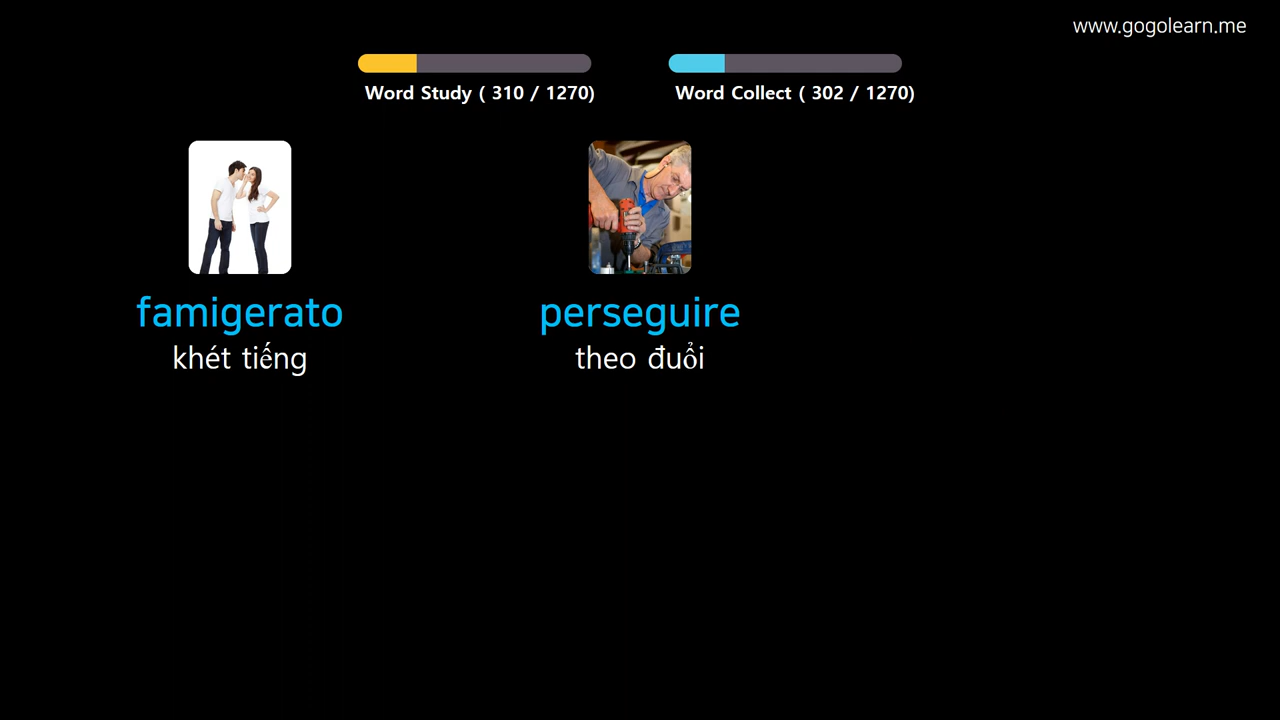 www.gogolearn.me
Word Study ( 310 / 1270)
Word Collect ( 302 / 1270)
famigerato
khét tiếng
perseguire
theo đuổi